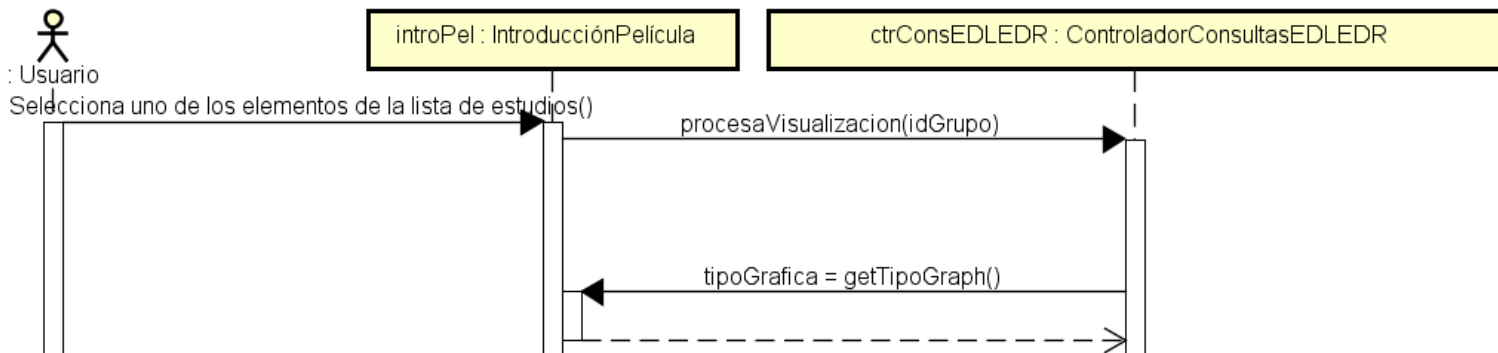 introPel : IntroducciónPelícula
ctrConsEDLEDR : ControladorConsultasEDLEDR
: Usuario
Selecciona uno de los elementos de la lista de estudios()
procesaVisualizacion(idGrupo)
tipoGrafica = getTipoGraph()